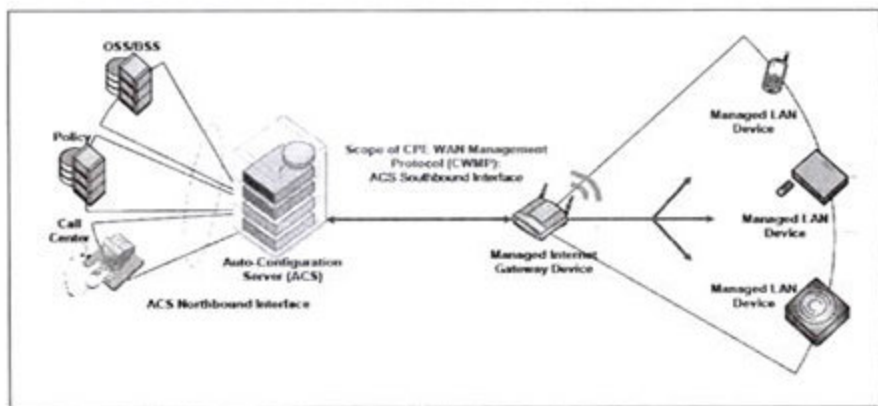 OSS/BSS
Policy
Call
Center
ACS Northbound Interface
Auto-Configuration
Server (ACS)
Scope of CPE WAN Management
Protocol (CWMP):
ACS Southbound Interface
Managed Internet
Gateway Device
Managed LAN
Device
Managed LAN
Device
Managed LAN
Device